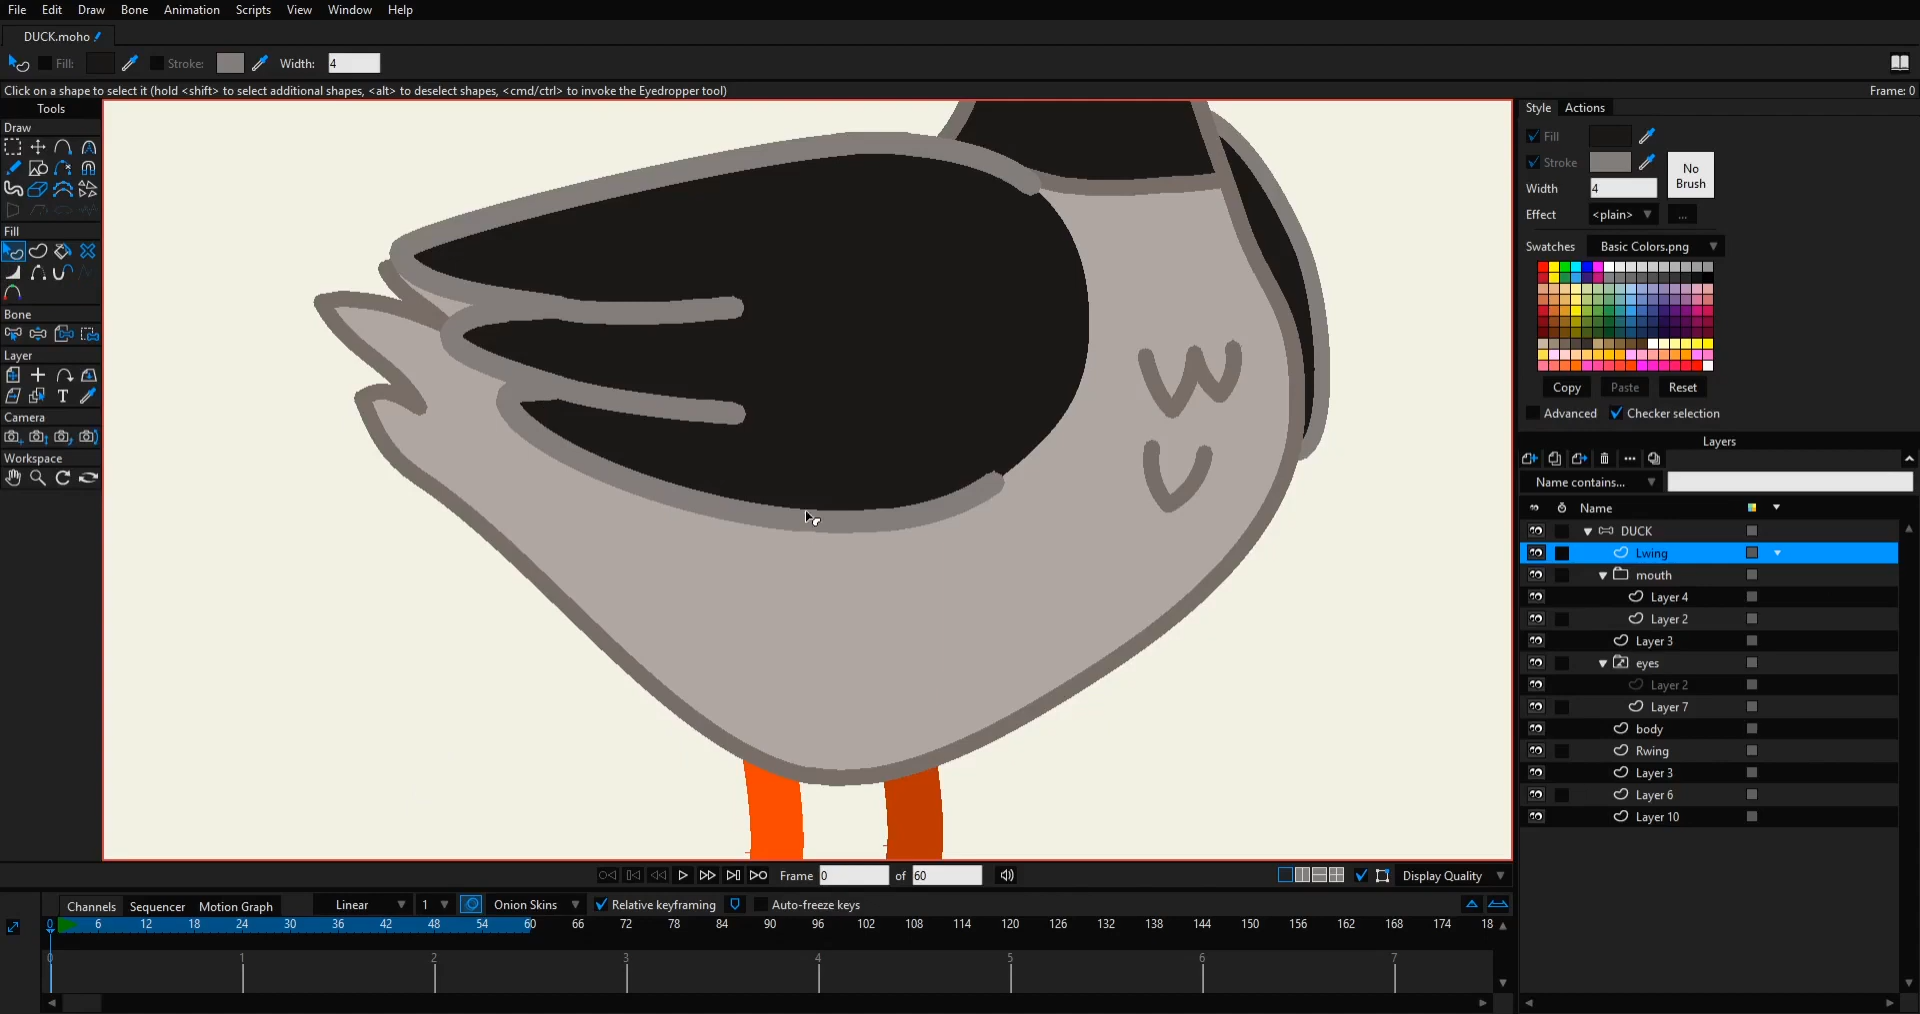 File Edit Draw Bone Animation Scripts View Window Help
DUCK.moho
Fill: Stroke: Width: 4
Click on a shape to select it (hold <shift> to select additional shapes, <alt> to deselect shapes, <cmd/ctrl> to invoke the Eyedropper tool) Frame: 0
Tools
Draw
Fill
Bone
Layer
Camera
Workspace
Style Actions
Fill
Stroke
No Brush
Width 4
Effect <plain> ...
Swatches Basic Colors.png
Copy Paste Reset
Advanced Checker selection
Layers
Name contains...
Name
DUCK
Lwing
mouth
Layer 4
Layer 2
Layer 3
eyes
Layer 2
Layer 7
body
Rwing
Layer 3
Layer 6
Layer 10
Frame 0 of 60 Display Quality
Channels Sequencer Motion Graph Linear 1 Onion Skins Relative keyframing Auto-freeze keys
0 6 12 18 24 30 36 42 48 54 60 66 72 78 84 90 96 102 108 114 120 126 132 138 144 150 156 162 168 174 18
0 1 2 3 4 5 6 7